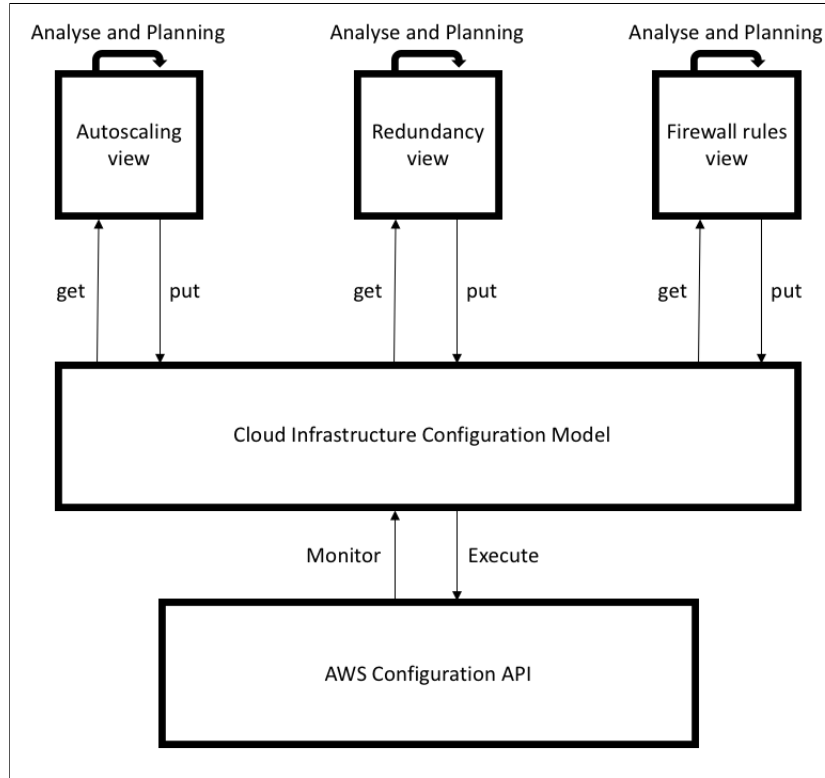 Analyse and Planning
Analyse and Planning
Analyse and Planning
Autoscaling
view
Redundancy
view
Firewall rules
view
get
put
get
put
get
put
Cloud Infrastructure Configuration Model
Monitor
Execute
AWS Configuration API